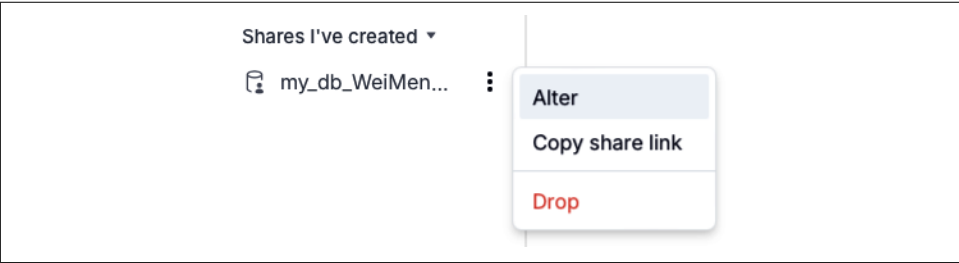 Shares I've created
my_db_WeiMen...
Alter
Copy share link
Drop